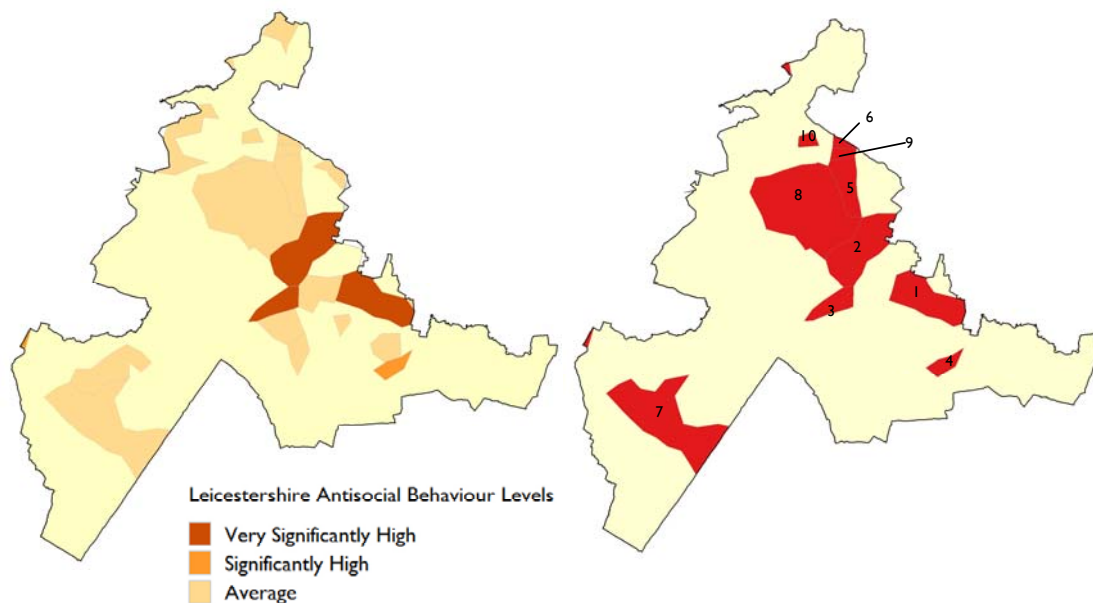 Leicestershire Antisocial Behaviour Levels
Very Significantly High
Significantly High
Average
6
10
9
8
5
2
1
3
4
7